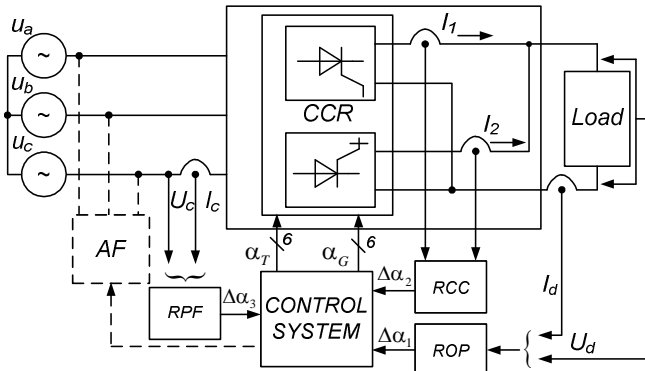 u_a
I_1
u_b
CCR
Load
I_2
u_c
U_c I_c
6
6
AF
α_T
α_G
Δα_2
RCC
I_d
RPF
Δα_3
CONTROL
SYSTEM
Δα_1
ROP
U_d